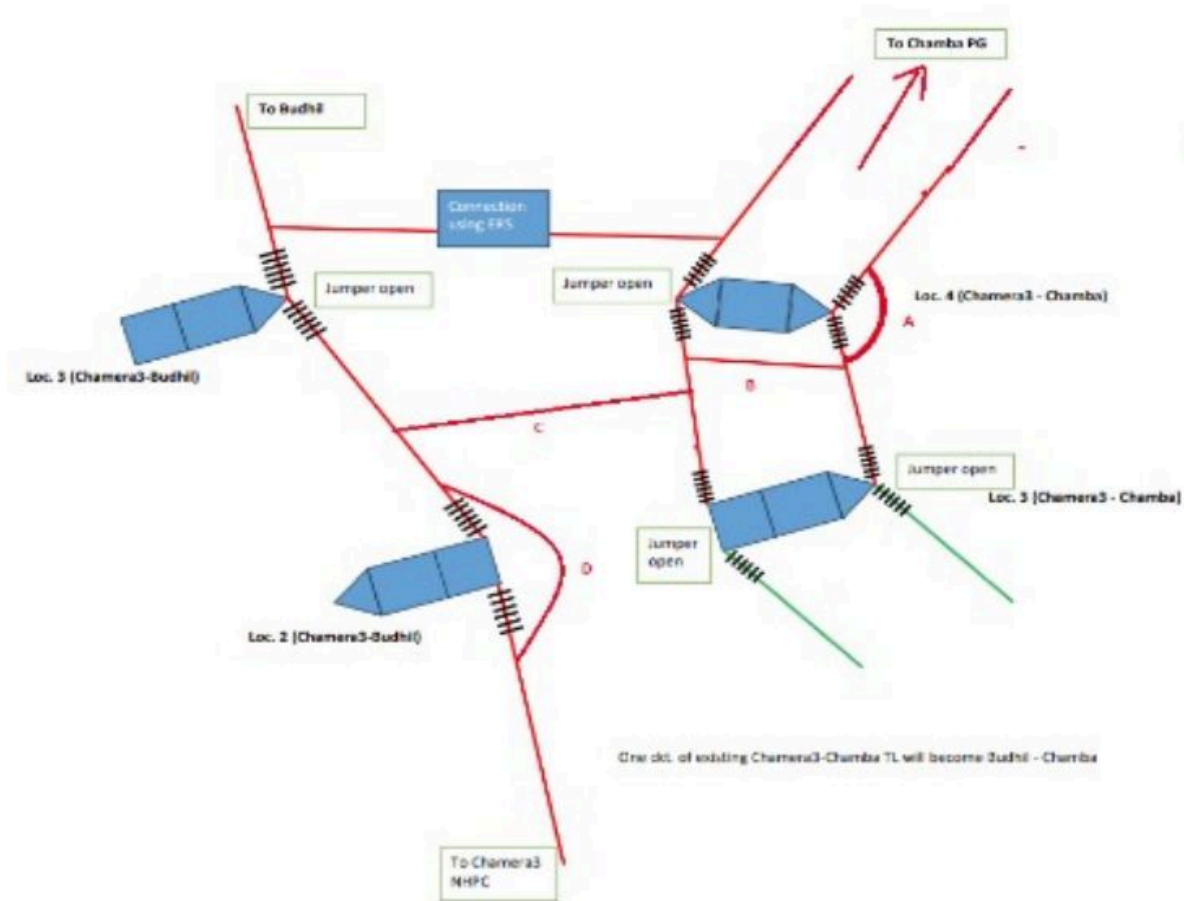 To Chamba PG
To Budhil
Connection
using ERS
Jumper open
Jumper open
Loc. 4 (Chamera3 - Chamba)
A
Loc. 3 (Chamera3-Budhil)
B
C
Jumper open
Loc. 3 (Chamera3 - Chamba)
Jumper
open
D
Loc. 2 (Chamera3-Budhil)
One ckt. of existing Chamera3-Chamba TL will become Budhil - Chamba
To Chamera3
NHPC